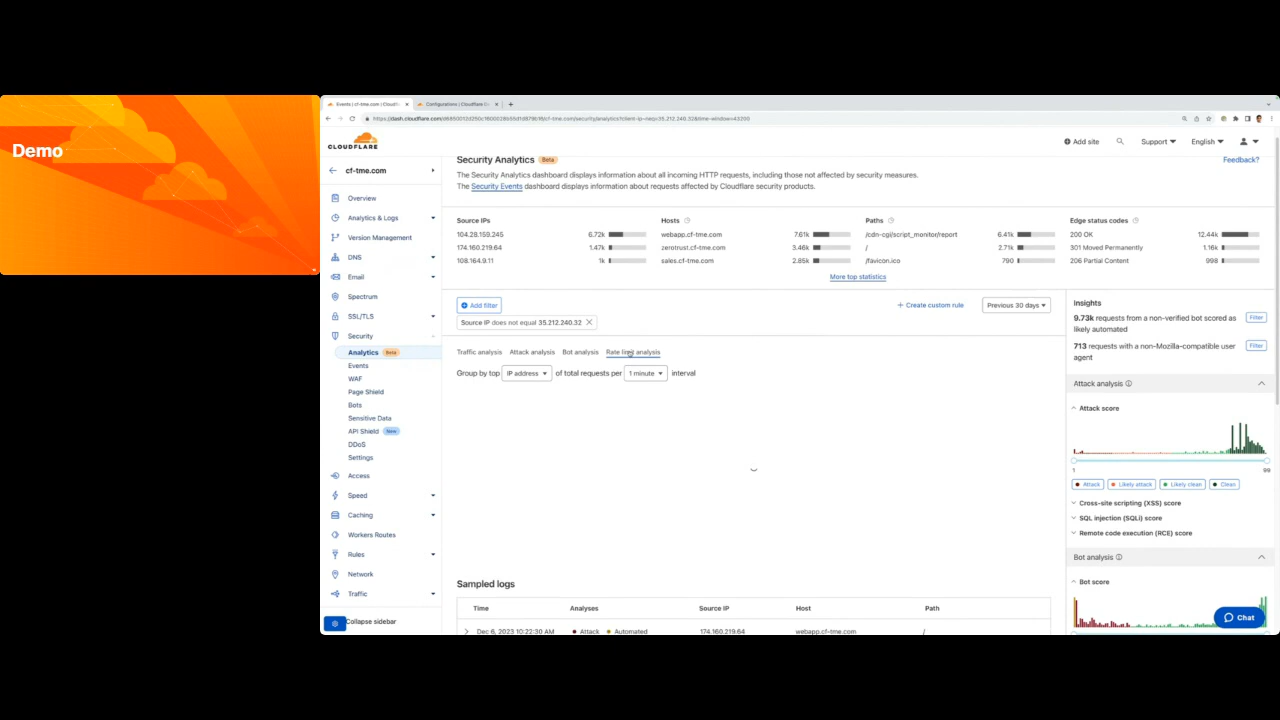 Demo
Events | cf-tme.com | Cloudfl
Configurations | Cloudflare
CLOUDFLARE
Add site
Support
English
cf-tme.com
Overview
Analytics & Logs
Version Management
DNS
Email
Spectrum
SSL/TLS
Security
Analytics Beta
Events
WAF
Page Shield
Bots
Sensitive Data
API Shield New
DDoS
Settings
Access
Speed
Caching
Workers Routes
Rules
Network
Traffic
Collapse sidebar
Security Analytics Beta
Feedback?
The Security Analytics dashboard displays information about all incoming HTTP requests, including those not affected by security measures.
The Security Events dashboard displays information about requests affected by Cloudflare security products.
Source IPs
104.28.159.245 6.72k
174.160.219.64 1.47k
108.164.9.11 1k
Hosts
webapp.cf-tme.com 7.61k
zerotrust.cf-tme.com 3.46k
sales.cf-tme.com 2.85k
Paths
/cdn-cgi/script_monitor/report 6.41k
/ 2.71k
/favicon.ico 790
Edge status codes
200 OK 12.44k
301 Moved Permanently 1.16k
206 Partial Content 998
More top statistics
Add filter
+ Create custom rule
Previous 30 days
Source IP does not equal 35.212.240.32
Traffic analysis Attack analysis Bot analysis Rate limit analysis
Group by top IP address of total requests per 1 minute interval
Sampled logs
Time Analyses Source IP Host Path
Dec 6, 2023 10:22:30 AM Attack Automated 174.160.219.64 webapp.cf-tme.com /
Insights
9.73k requests from a non-verified bot scored as
likely automated
Filter
713 requests with a non-Mozilla-compatible user
agent
Filter
Attack analysis
Attack score
1 99
Attack Likely attack Likely clean Clean
Cross-site scripting (XSS) score
SQL injection (SQLi) score
Remote code execution (RCE) score
Bot analysis
Bot score
Chat